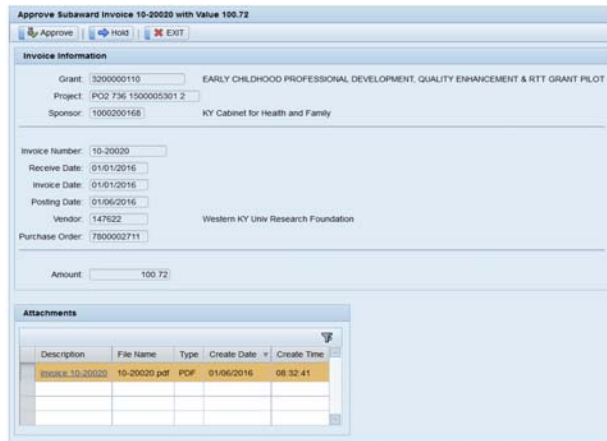 Approve Subaward Invoice 10-20020 with Value 100.72
Approve Hold EXIT
Invoice Information
Grant: 3200000110 EARLY CHILDHOOD PROFESSIONAL DEVELOPMENT, QUALITY ENHANCEMENT & RTT GRANT PILOT
Project: PO2 736 1500005301 2
Sponsor: 1000200168 KY Cabinet for Health and Family
Invoice Number: 10-20020
Receive Date: 01/01/2016
Invoice Date: 01/01/2016
Posting Date: 01/06/2016
Vendor: 147622 Western KY Univ Research Foundation
Purchase Order: 7800002711
Amount: 100.72
Attachments
Description File Name Type Create Date Create Time
Invoice 10-20020 10-20020.pdf PDF 01/06/2016 08:32:41